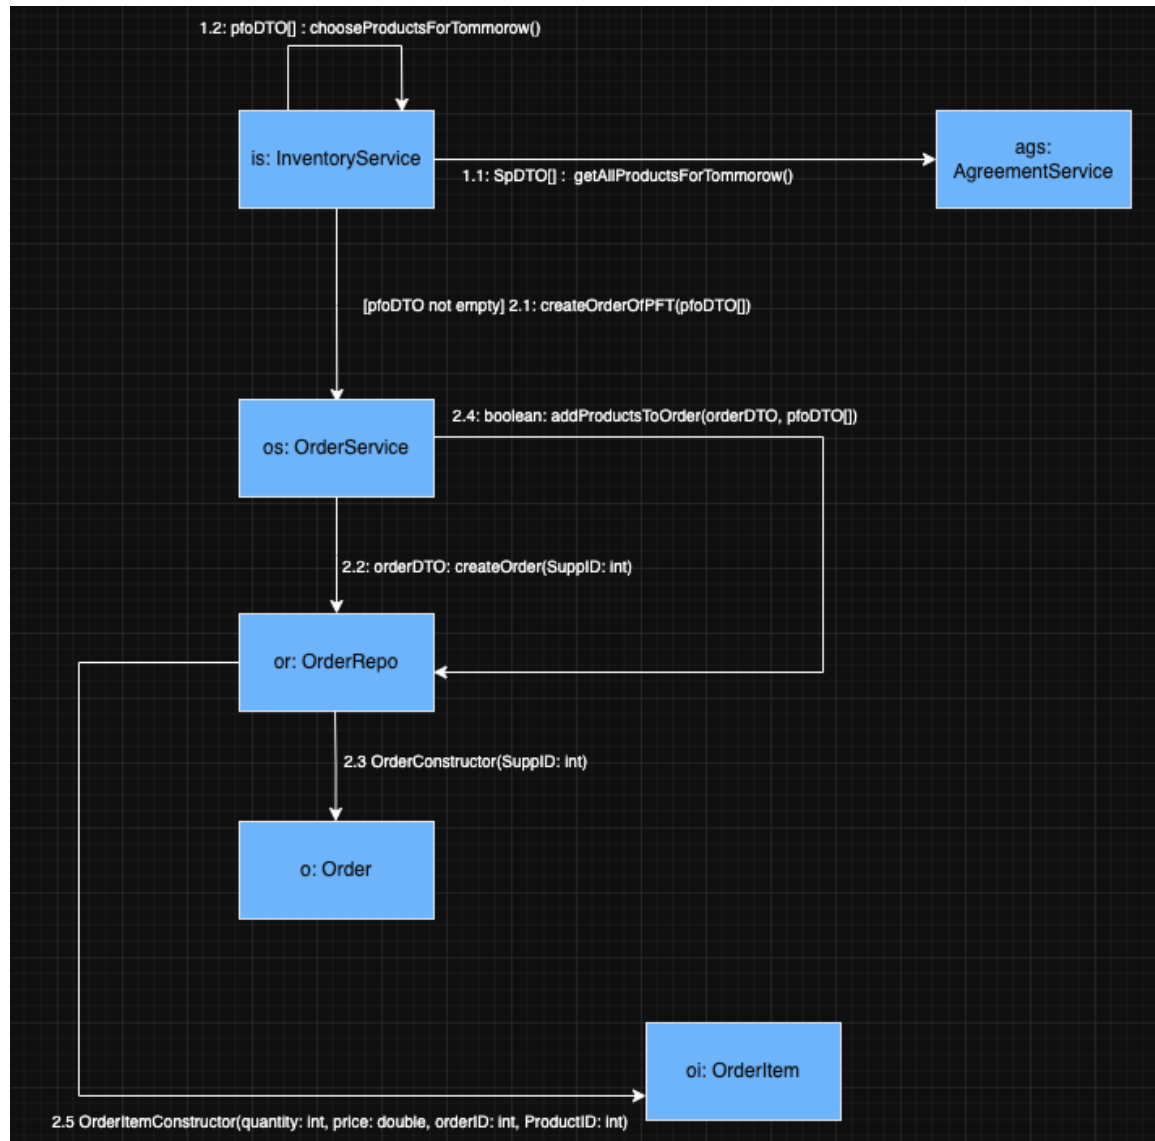 1.2: pfoDTO[] : chooseProductsForTommorow()
is: InventoryService
ags:
AgreementService
1.1: SpDTO[] : getAllProductsForTommorow()
[pfoDTO not empty] 2.1: createOrderOfPFT(pfoDTO[])
2.4: boolean: addProductsToOrder(orderDTO, pfoDTO[])
os: OrderService
2.2: orderDTO: createOrder(SuppID: int)
or: OrderRepo
2.3 OrderConstructor(SuppID: int)
o: Order
oi: OrderItem
2.5 OrderItemConstructor(quantity: int, price: double, orderID: int, ProductID: int)